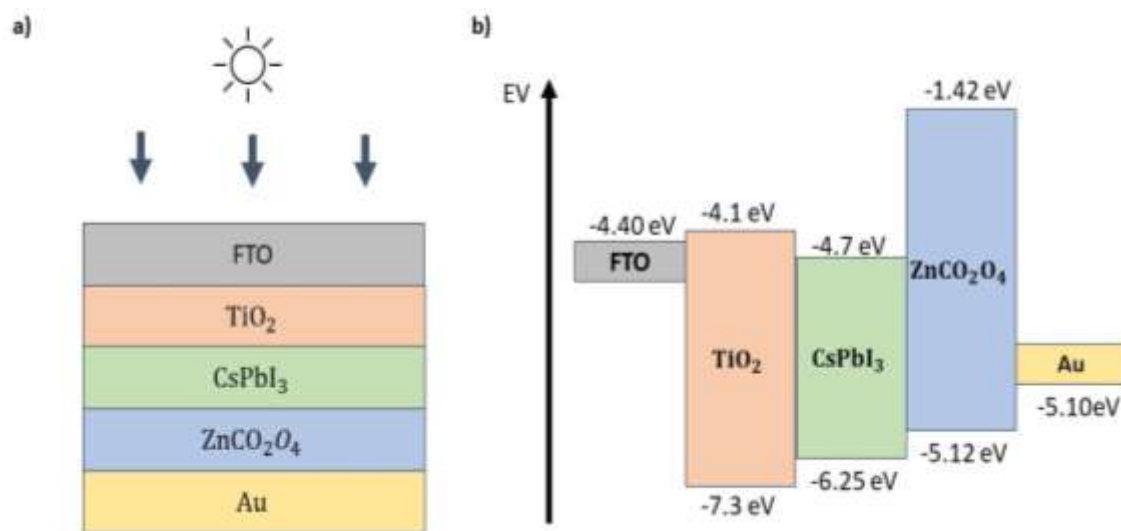 a)
FTO
TiO₂
CsPbI₃
ZnCO₂O₄
Au
b)
EV
-1.42 eV
-4.40 eV
-4.1 eV
-4.7 eV
FTO
ZnCO₂O₄
TiO₂
CsPbI₃
Au
-5.10eV
-5.12 eV
-6.25 eV
-7.3 eV